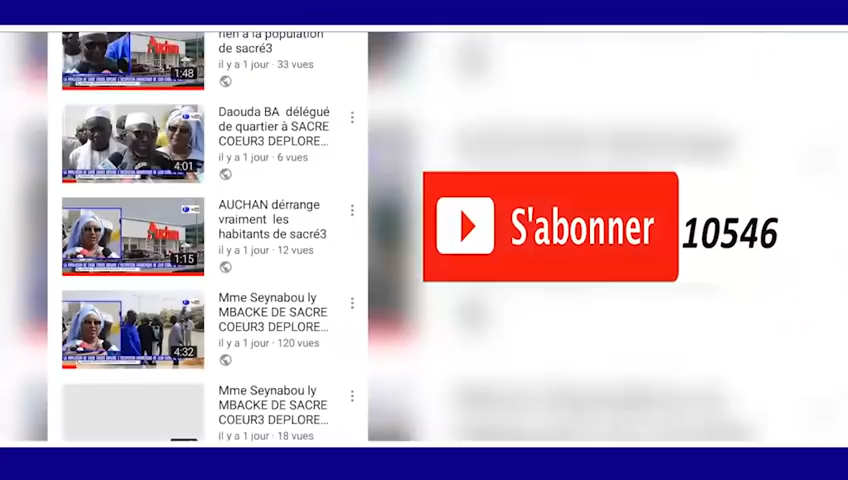 rien à la population
de sacré3
il y a 1 jour · 33 vues
Auchan
1:48
Daouda BA délégué
de quartier à SACRE
COEUR3 DEPLORE...
il y a 1 jour · 6 vues
4:01
AUCHAN dérrange
vraiment les
habitants de sacré3
il y a 1 jour · 12 vues
Auchan
1:15
Mme Seynabou ly
MBACKE DE SACRE
COEUR3 DEPLORE...
il y a 1 jour · 120 vues
4:32
Mme Seynabou ly
MBACKE DE SACRE
COEUR3 DEPLORE...
il y a 1 jour · 18 vues
S'abonner
10546